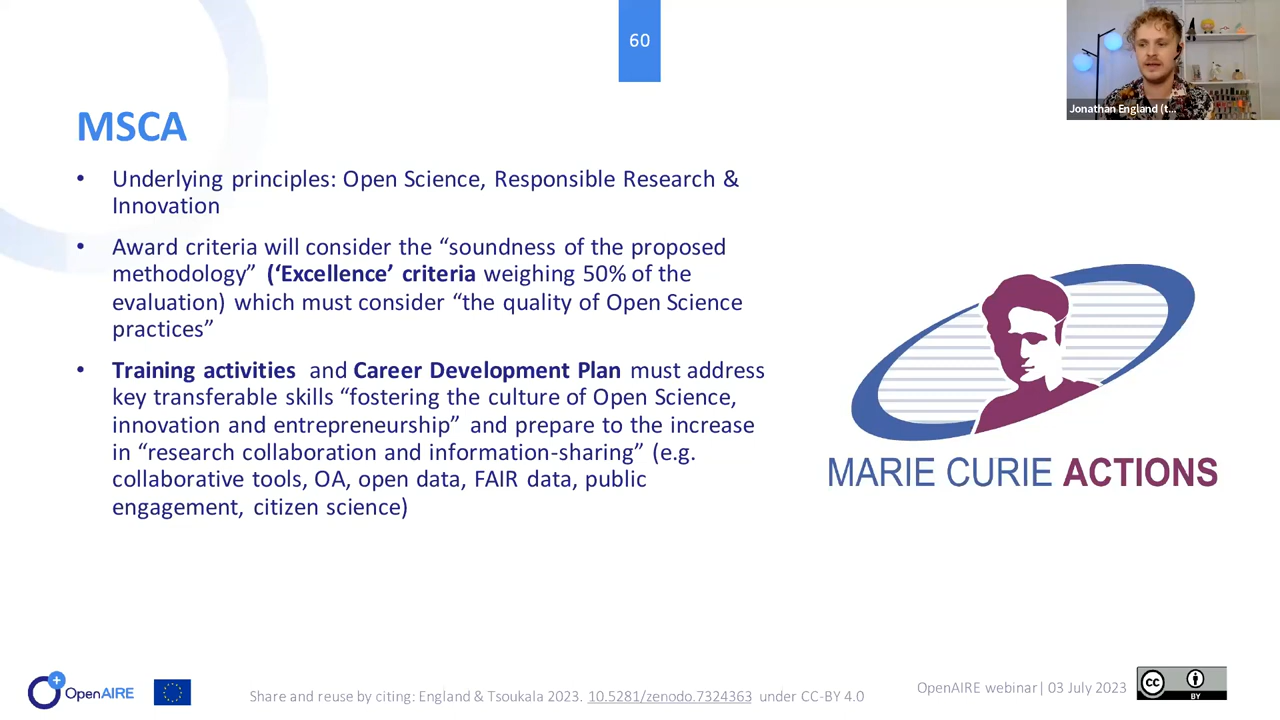 60
Jonathan England (t...
MSCA
• Underlying principles: Open Science, Responsible Research &
Innovation
• Award criteria will consider the “soundness of the proposed
methodology” (‘Excellence’ criteria weighing 50% of the
evaluation) which must consider “the quality of Open Science
practices”
• Training activities and Career Development Plan must address
key transferable skills “fostering the culture of Open Science,
innovation and entrepreneurship” and prepare to the increase
in “research collaboration and information-sharing” (e.g.
collaborative tools, OA, open data, FAIR data, public
engagement, citizen science)
MARIE CURIE ACTIONS
OpenAIRE
Share and reuse by citing: England & Tsoukala 2023. 10.5281/zenodo.7324363 under CC-BY 4.0
OpenAIRE webinar| 03 July 2023
cc
BY